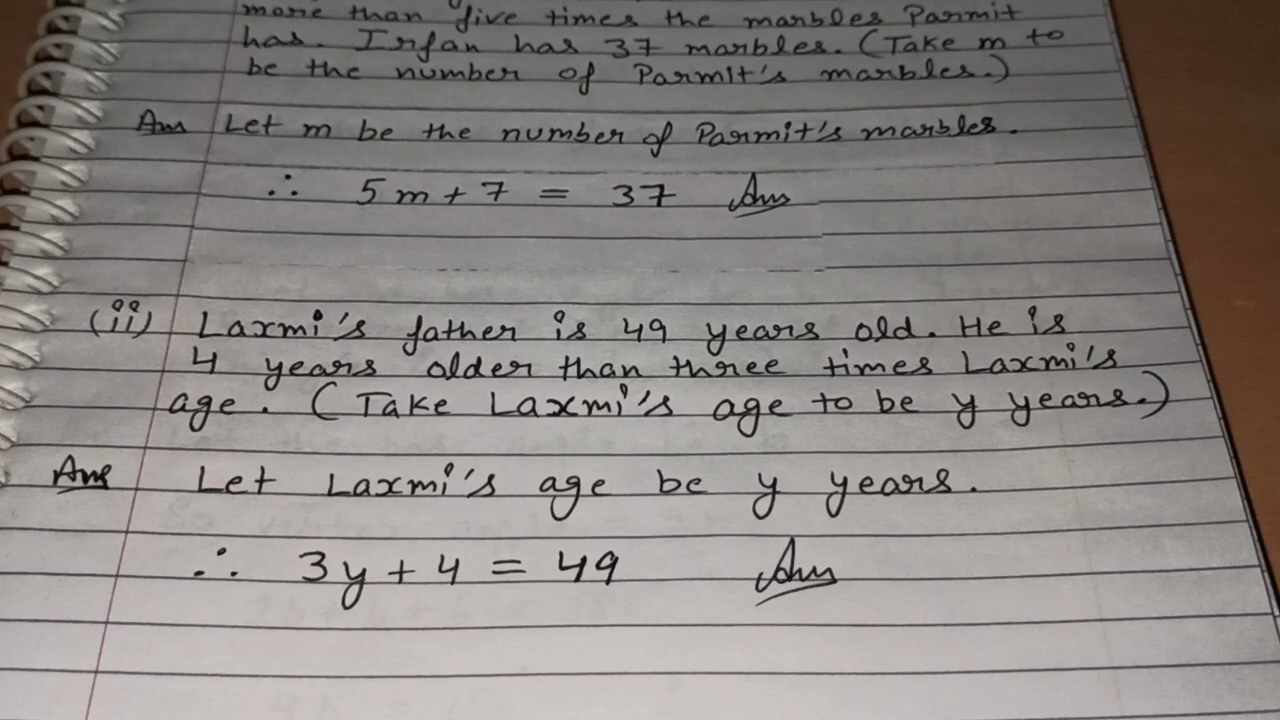 more than five times the marbles Parmit
has. Irfan has 37 marbles. (Take m to
be the number of Parmit's marbles.)
Ans Let m be the number of Parmit's marbles.
∴ 5m + 7 = 37 Ans
(ii) Laxmi's father is 49 years old. He is
4 years older than three times Laxmi's
age. (Take Laxmi's age to be y years.)
Ans Let Laxmi's age be y years.
∴ 3y + 4 = 49 Ans